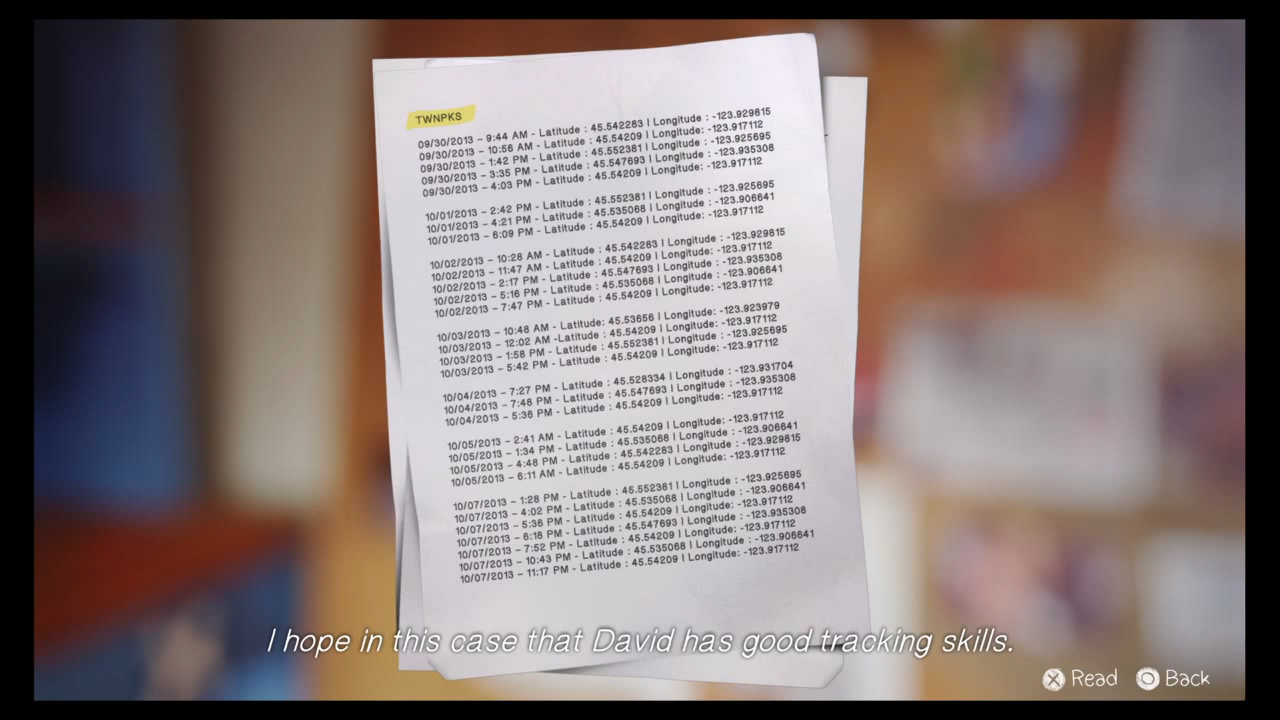 TWNPKS
09/30/2013 - 9:44 AM - Latitude : 45.542283 | Longitude : -123.929815
09/30/2013 - 10:56 AM - Latitude : 45.54209 | Longitude: -123.917112
09/30/2013 - 1:42 PM - Latitude : 45.552381 | Longitude : -123.925695
09/30/2013 - 3:35 PM - Latitude : 45.547693 | Longitude : -123.935308
09/30/2013 - 4:03 PM - Latitude : 45.54209 | Longitude: -123.917112
10/01/2013 - 2:42 PM - Latitude : 45.552381 | Longitude : -123.925695
10/01/2013 - 4:21 PM - Latitude : 45.535068 | Longitude : -123.906641
10/01/2013 - 6:09 PM - Latitude : 45.54209 | Longitude: -123.917112
10/02/2013 - 10:28 AM - Latitude : 45.542283 | Longitude : -123.929815
10/02/2013 - 11:47 AM - Latitude : 45.54209 | Longitude: -123.917112
10/02/2013 - 2:17 PM - Latitude : 45.547693 | Longitude : -123.935308
10/02/2013 - 5:16 PM - Latitude : 45.535068 | Longitude : -123.906641
10/02/2013 - 7:47 PM - Latitude : 45.54209 | Longitude: -123.917112
10/03/2013 - 10:48 AM - Latitude: 45.53656 | Longitude: -123.923979
10/03/2013 - 12:02 AM -Latitude : 45.54209 | Longitude: -123.917112
10/03/2013 - 1:58 PM - Latitude : 45.552381 | Longitude : -123.925695
10/03/2013 - 5:42 PM - Latitude : 45.54209 | Longitude: -123.917112
10/04/2013 - 7:27 PM - Latitude : 45.528334 | Longitude : -123.931704
10/04/2013 - 7:48 PM - Latitude : 45.547693 | Longitude : -123.935308
10/04/2013 - 5:36 PM - Latitude : 45.54209 | Longitude: -123.917112
10/05/2013 - 2:41 AM - Latitude : 45.54209 | Longitude: -123.917112
10/05/2013 - 1:34 PM - Latitude : 45.535068 | Longitude : -123.906641
10/05/2013 - 4:48 PM - Latitude : 45.542283 | Longitude : -123.929815
10/05/2013 - 6:11 AM - Latitude : 45.54209 | Longitude: -123.917112
10/07/2013 - 1:28 PM - Latitude : 45.552381 | Longitude : -123.925695
10/07/2013 - 4:02 PM - Latitude : 45.535068 | Longitude : -123.906641
10/07/2013 - 5:36 PM - Latitude : 45.54209 | Longitude: -123.917112
10/07/2013 - 6:18 PM - Latitude : 45.547693 | Longitude : -123.935308
10/07/2013 - 7:52 PM - Latitude : 45.54209 | Longitude: -123.917112
10/07/2013 - 10:43 PM - Latitude : 45.535068 | Longitude : -123.906641
10/07/2013 - 11:17 PM - Latitude : 45.54209 | Longitude: -123.917112
I hope in this case that David has good tracking skills.
Read Back